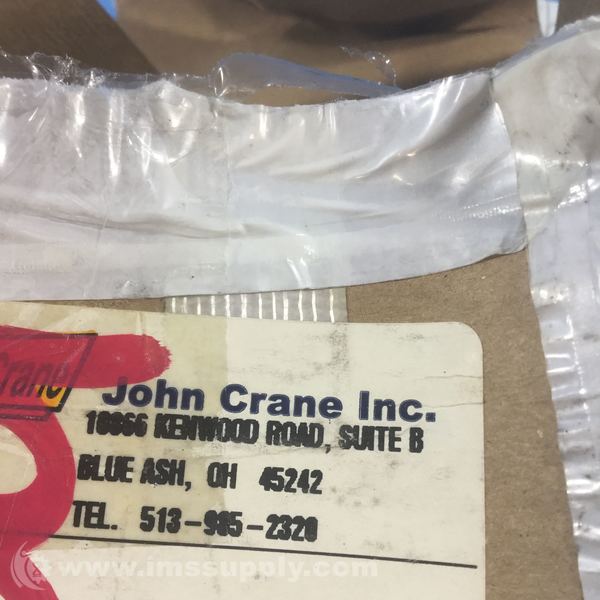 Crane
John Crane Inc.
10866 KENWOOD ROAD, SUITE B
BLUE ASH, OH 45242
TEL. 513-985-2320
www.imssupply.com